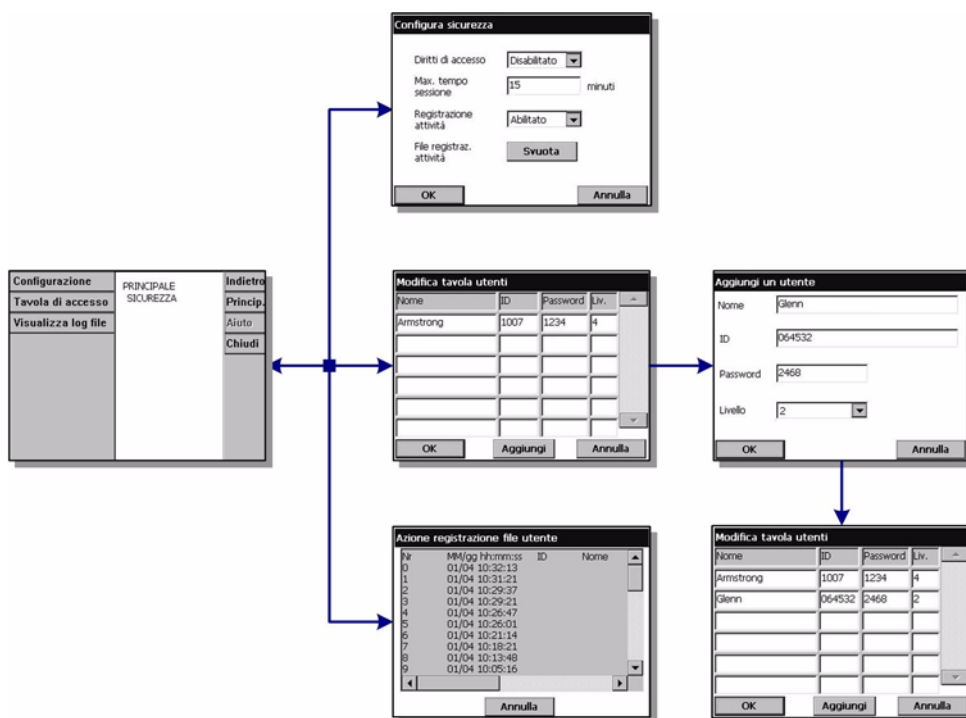 Configura sicurezza
Diritti di accesso Disabilitato
Max. tempo sessione 15 minuti
Registrazione attività Abilitato
File registraz. attività Svuota
OK Annulla
Configurazione
Tavola di accesso
Visualizza log file
PRINCIPALE
SICUREZZA
Indietro
Princip.
Aiuto
Chiudi
Modifica tavola utenti
Nome ID Password Liv.
Armstrong 1007 1234 4
OK Aggiungi Annulla
Aggiungi un utente
Nome Glenn
ID 064532
Password 2468
Livello 2
OK Annulla
Azione registrazione file utente
Nr MM/gg hh:mm:ss ID Nome
0 01/04 10:32:13
1 01/04 10:31:21
2 01/04 10:29:37
3 01/04 10:29:21
4 01/04 10:26:47
5 01/04 10:26:01
6 01/04 10:21:14
7 01/04 10:18:21
8 01/04 10:13:48
9 01/04 10:05:16
Annulla
Modifica tavola utenti
Nome ID Password Liv.
Armstrong 1007 1234 4
Glenn 064532 2468 2
OK Aggiungi Annulla